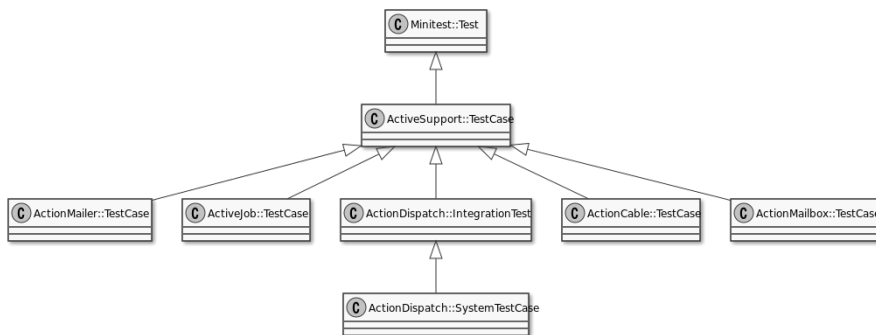 C Minitest::Test
C ActiveSupport::TestCase
C ActionMailer::TestCase
C ActiveJob::TestCase
C ActionDispatch::IntegrationTest
C ActionCable::TestCase
C ActionMailbox::TestCase
C ActionDispatch::SystemTestCase